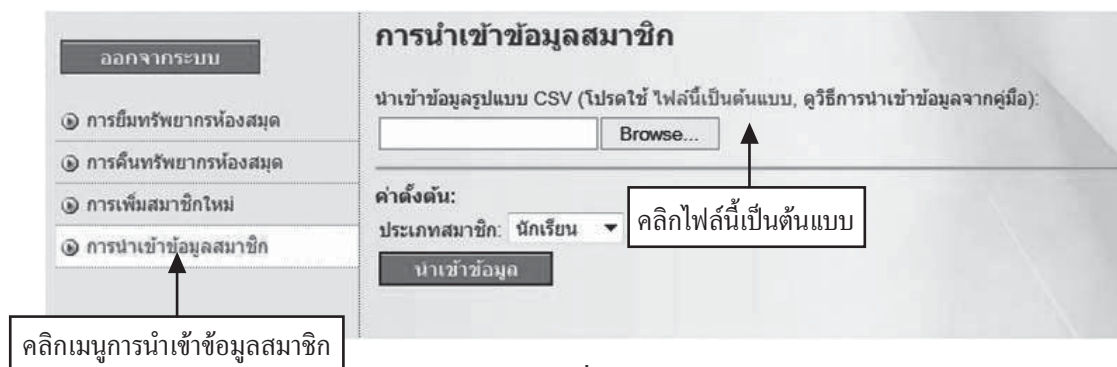 ออกจากระบบ
การยืมทรัพยากรห้องสมุด
การคืนทรัพยากรห้องสมุด
การเพิ่มสมาชิกใหม่
การนำเข้าข้อมูลสมาชิก
คลิกเมนูการนำเข้าข้อมูลสมาชิก
การนำเข้าข้อมูลสมาชิก
นำเข้าข้อมูลรูปแบบ CSV (โปรดใช้ ไฟล์นี้เป็นต้นแบบ, ดูวิธีการนำเข้าข้อมูลจากคู่มือ):
Browse...
ค่าตั้งต้น:
ประเภทสมาชิก: นักเรียน
คลิกไฟล์นี้เป็นต้นแบบ
นำเข้าข้อมูล